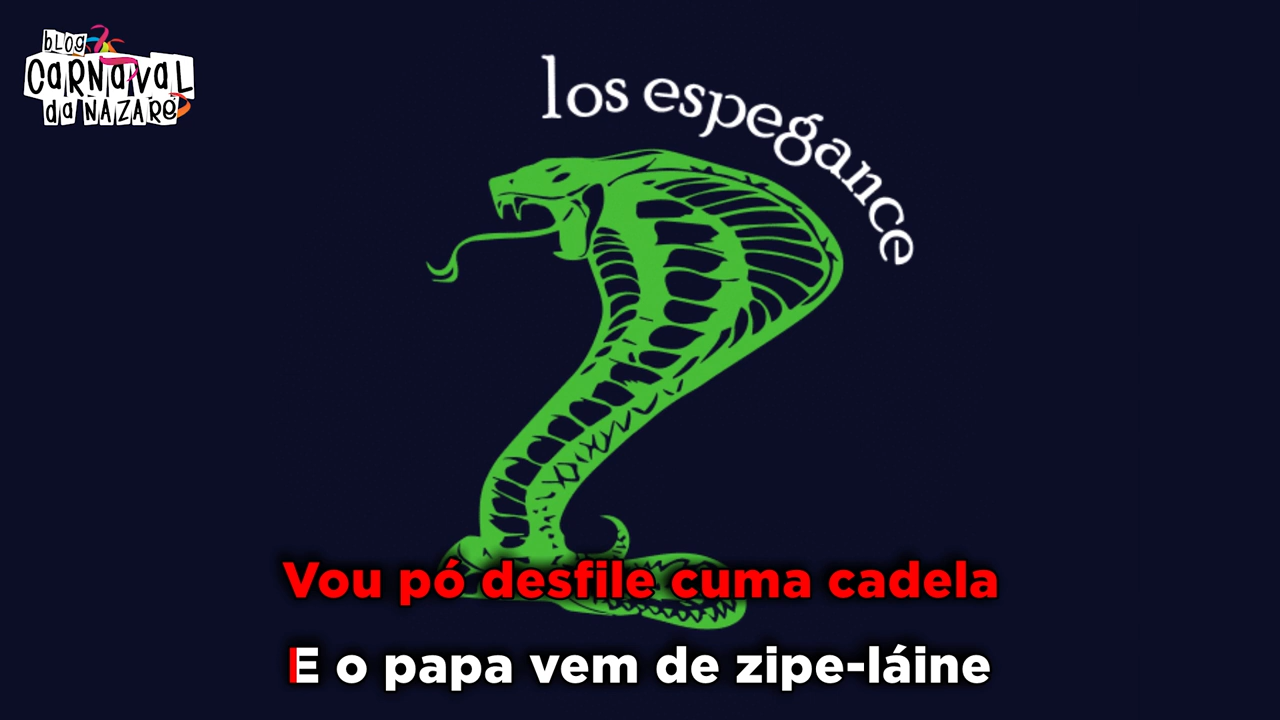 BLOG
CARNAVAL
da NAZARÉ
los espegance
Vou pó desfile cuma cadela
E o papa vem de zipe-láine